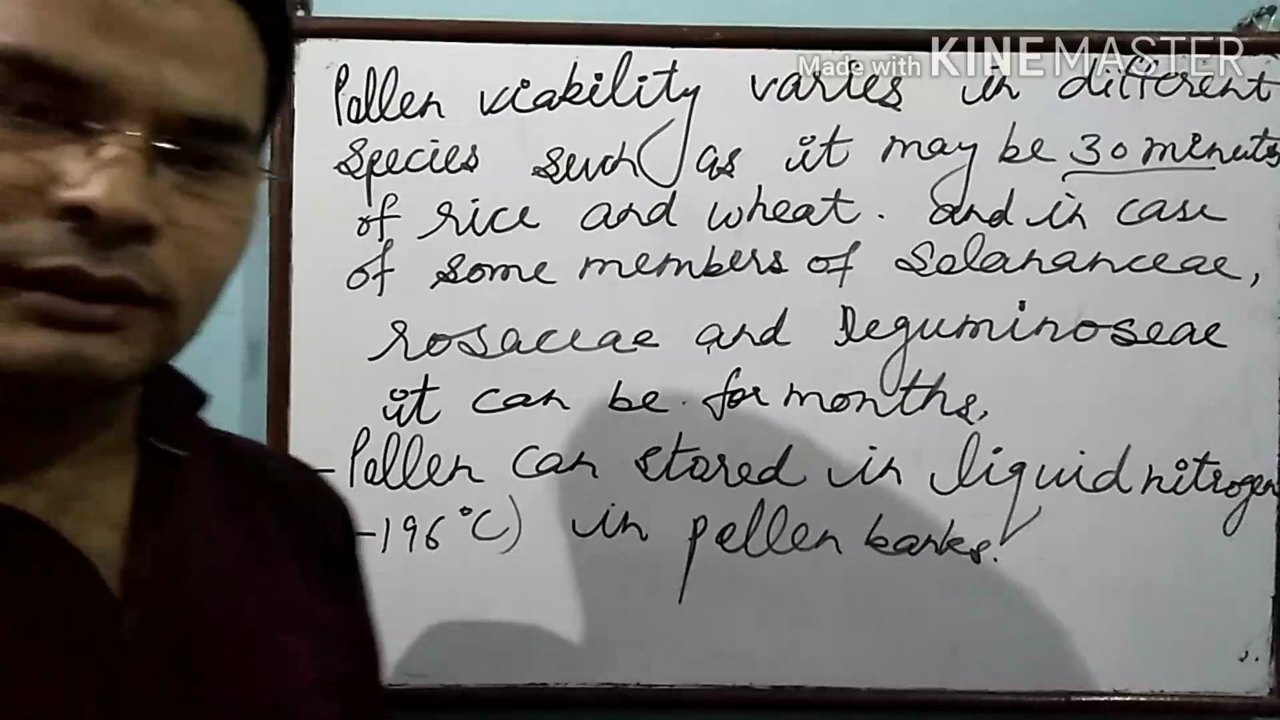 Made with KINEMASTER
Pollen viability varies in different
species such as it may be 30 minuts
of rice and wheat. and in case
of some members of Solananceae,
rosaceae and Leguminoseae
it can be for months.
- Pollen can stored in liquid nitrogen
-196°C) in pollen banks.